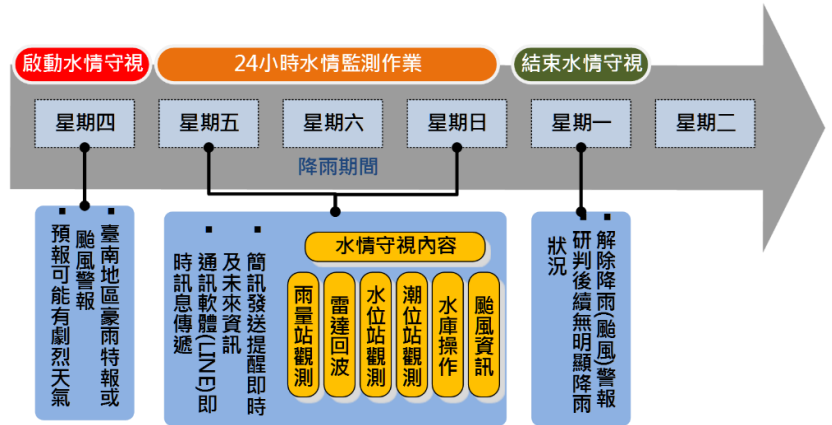 啟動水情守視
24小時水情監測作業
結束水情守視
星期四
星期五
星期六
星期日
星期一
星期二
降雨期間
▪ 臺南地區豪雨特報或
颱風警報
▪ 預報可能有劇烈天氣
▪ 簡訊發送提醒即時
及未來資訊
▪ 通訊軟體(LINE)即
時訊息傳遞
水情守視內容
雨量站觀測
雷達回波
水位站觀測
潮位站觀測
水庫操作
颱風資訊
▪ 解除降雨(颱風)警報
▪ 研判後續無明顯降雨
狀況